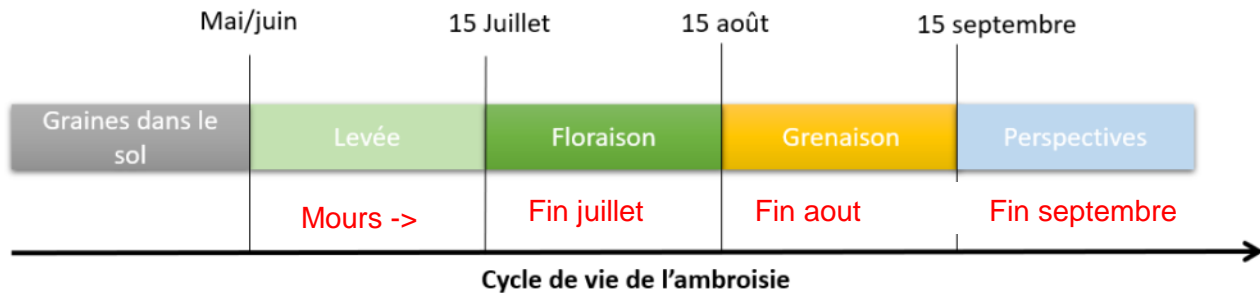 Mai/juin 15 Juillet 15 août 15 septembre
Graines dans le
sol
Levée Floraison Grenaison Perspectives
Mours -> Fin juillet Fin aout Fin septembre
Cycle de vie de l'ambroisie